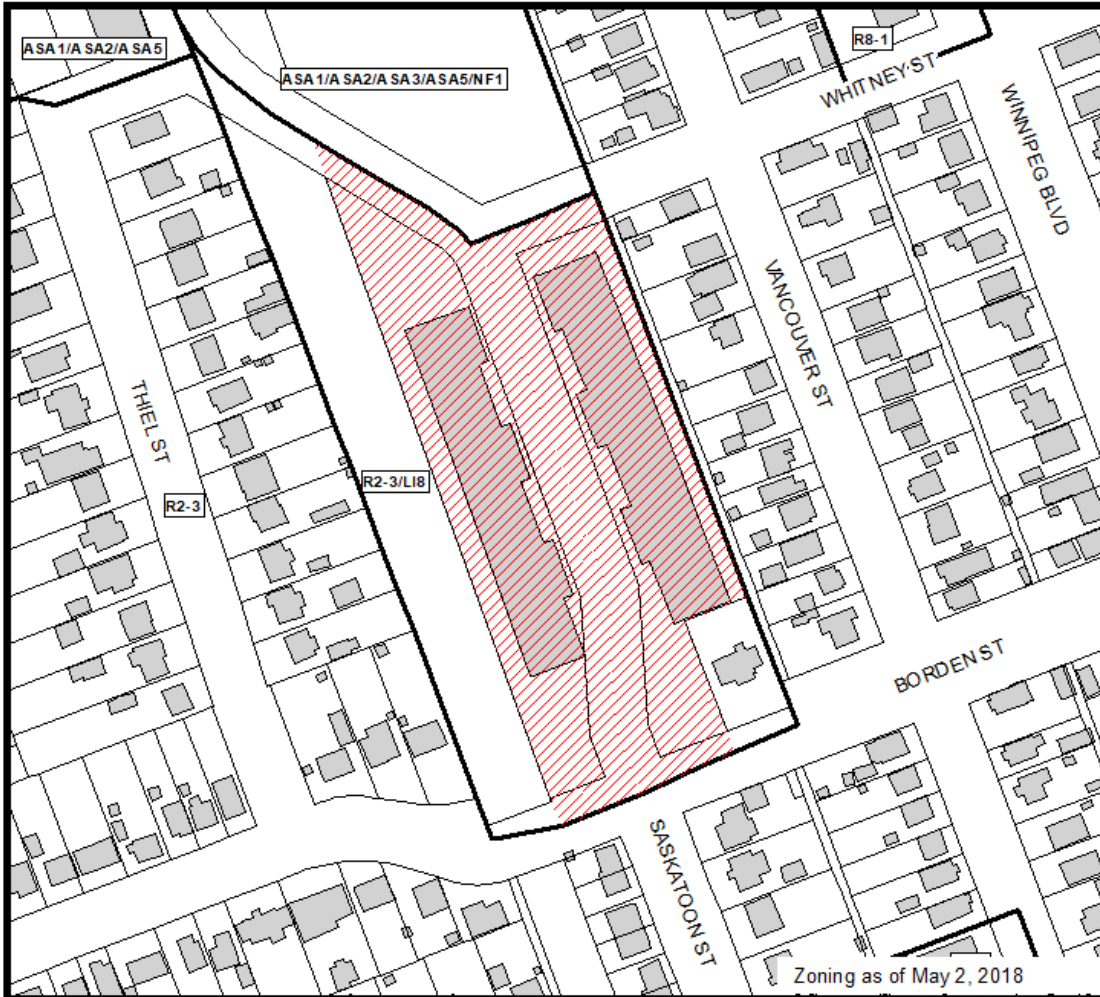 ASA1/ASA2/ASA5
R8-1
ASA1/ASA2/ASA3/ASA5/NF1
WHITNEY ST
WINNIPEG BLVD
VANCOUVER ST
THIEL ST
R2-3/LI8
R2-3
BORDEN ST
SASKATOON ST
Zoning as of May 2, 2018